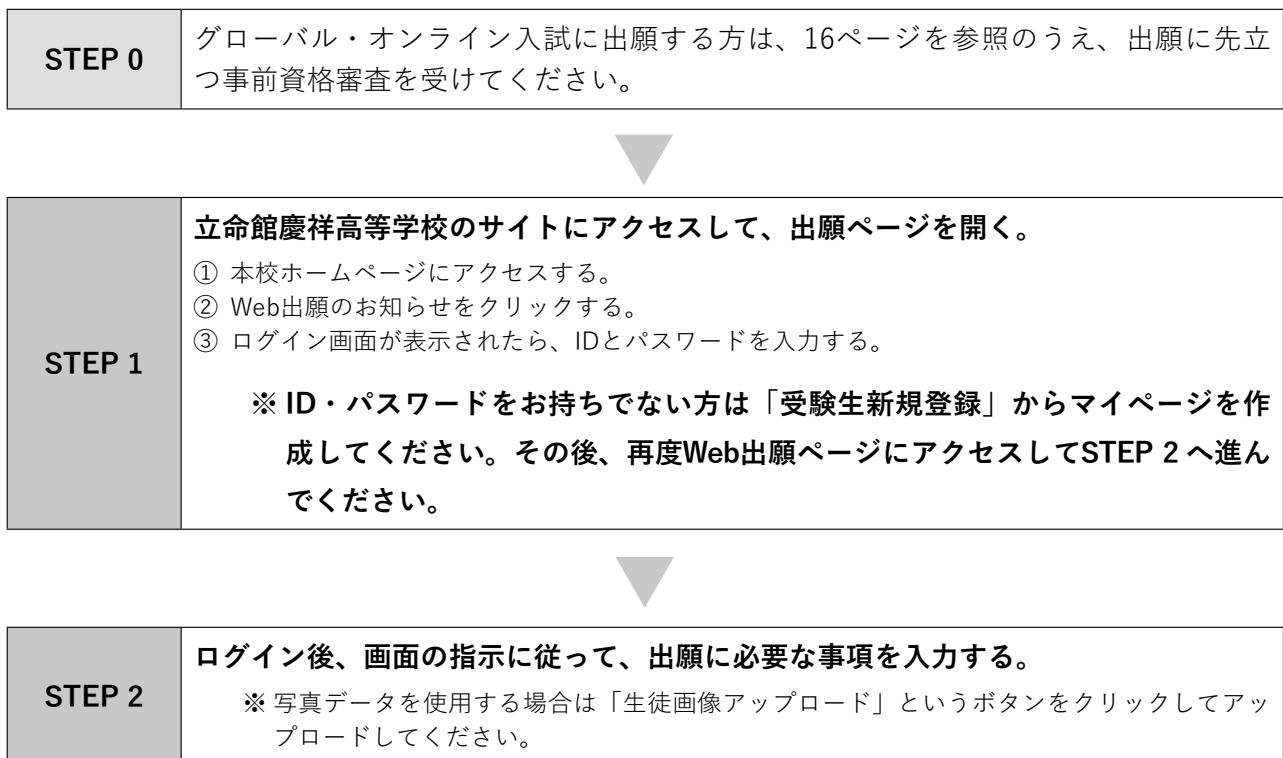 STEP 0
グローバル・オンライン入試に出願する方は、16ページを参照のうえ、出願に先立
つ事前資格審査を受けてください。
STEP 1
立命館慶祥高等学校のサイトにアクセスして、出願ページを開く。
① 本校ホームページにアクセスする。
② Web出願のお知らせをクリックする。
③ ログイン画面が表示されたら、IDとパスワードを入力する。
※ ID・パスワードをお持ちでない方は「受験生新規登録」からマイページを作
成してください。その後、再度Web出願ページにアクセスしてSTEP 2 へ進ん
でください。
STEP 2
ログイン後、画面の指示に従って、出願に必要な事項を入力する。
※ 写真データを使用する場合は「生徒画像アップロード」というボタンをクリックしてアッ
プロードしてください。